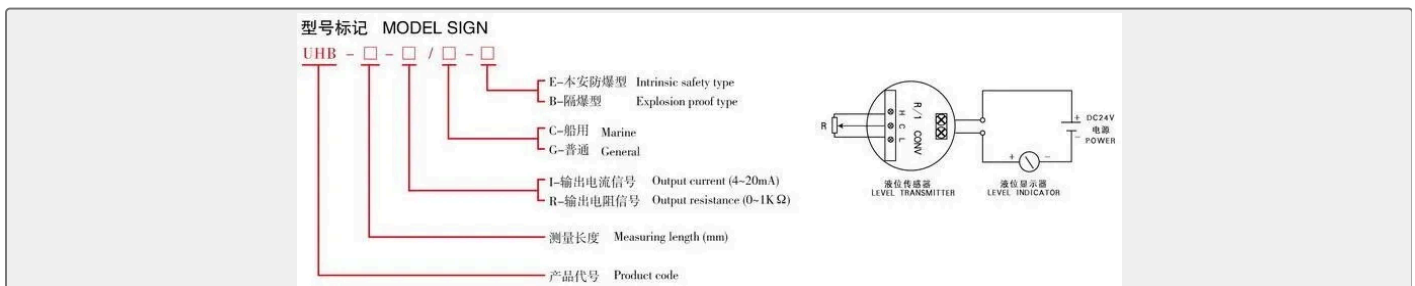 型号标记 MODEL SIGN
UHB - □ - □ / □ - □
E-本安防爆型 Intrinsic safety type
B-隔爆型 Explosion proof type
C-船用 Marine
G-普通 General
I-输出电流信号 Output current (4~20mA)
R-输出电阻信号 Output resistance (0~1KΩ)
测量长度 Measuring length (mm)
产品代号 Product code
R
H
C
L
R/1 CONV
液位传感器
LEVEL TRANSMITTER
+ DC24V
电源
- POWER
+ -
液位显示器
LEVEL INDICATOR